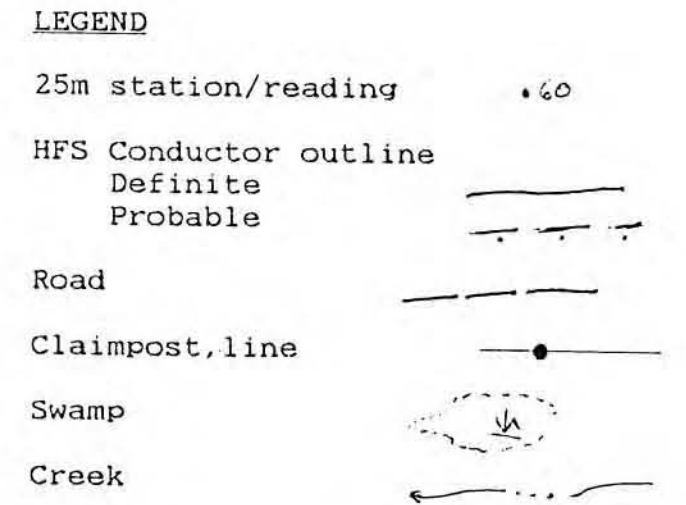 LEGEND
25m station/reading .60
HFS Conductor outline
Definite
Probable
Road
Claimpost, line
Swamp
Creek